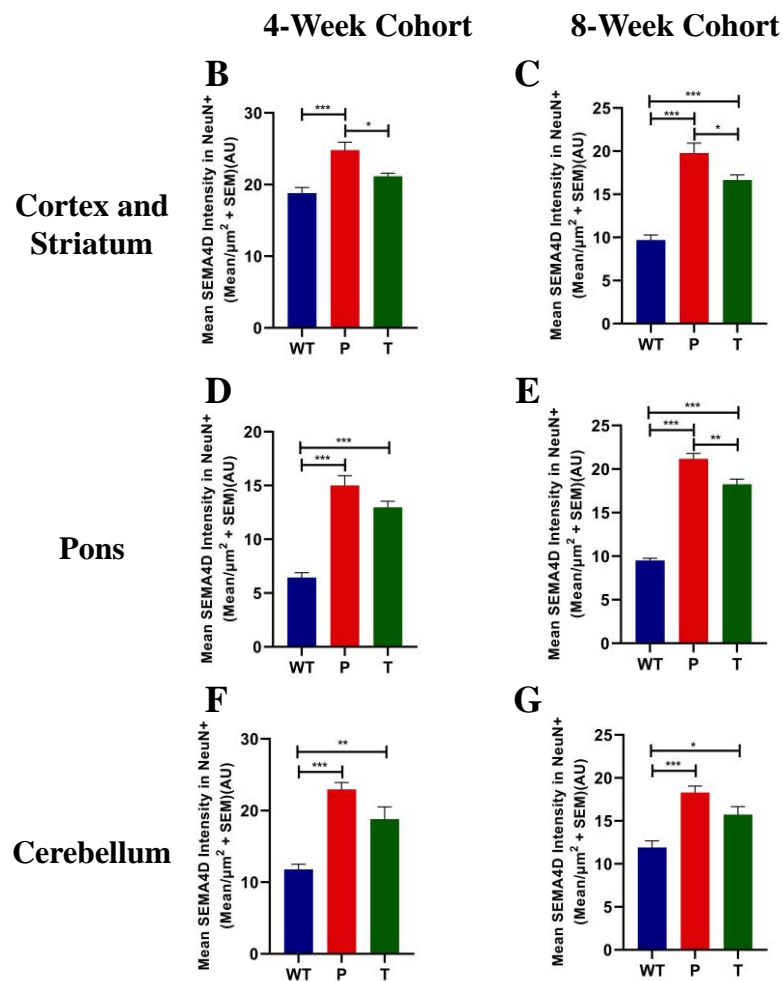 4-Week Cohort
8-Week Cohort
Cortex and
Striatum
B
Mean SEMA4D Intensity in NeuN+
(Mean/µm² + SEM)(AU)
30
20
10
0
***
*
WT P T
C
Mean SEMA4D Intensity in NeuN+
(Mean/µm² + SEM)(AU)
25
20
15
10
5
0
***
***
*
WT P T
Pons
D
Mean SEMA4D Intensity in NeuN+
(Mean/µm² + SEM)(AU)
20
15
10
5
0
***
***
WT P T
E
Mean SEMA4D Intensity in NeuN+
(Mean/µm² + SEM)(AU)
25
20
15
10
5
0
***
***
**
WT P T
Cerebellum
F
Mean SEMA4D Intensity in NeuN+
(Mean/µm² + SEM)(AU)
30
20
10
0
**
***
WT P T
G
Mean SEMA4D Intensity in NeuN+
(Mean/µm² + SEM)(AU)
25
20
15
10
5
0
*
***
WT P T